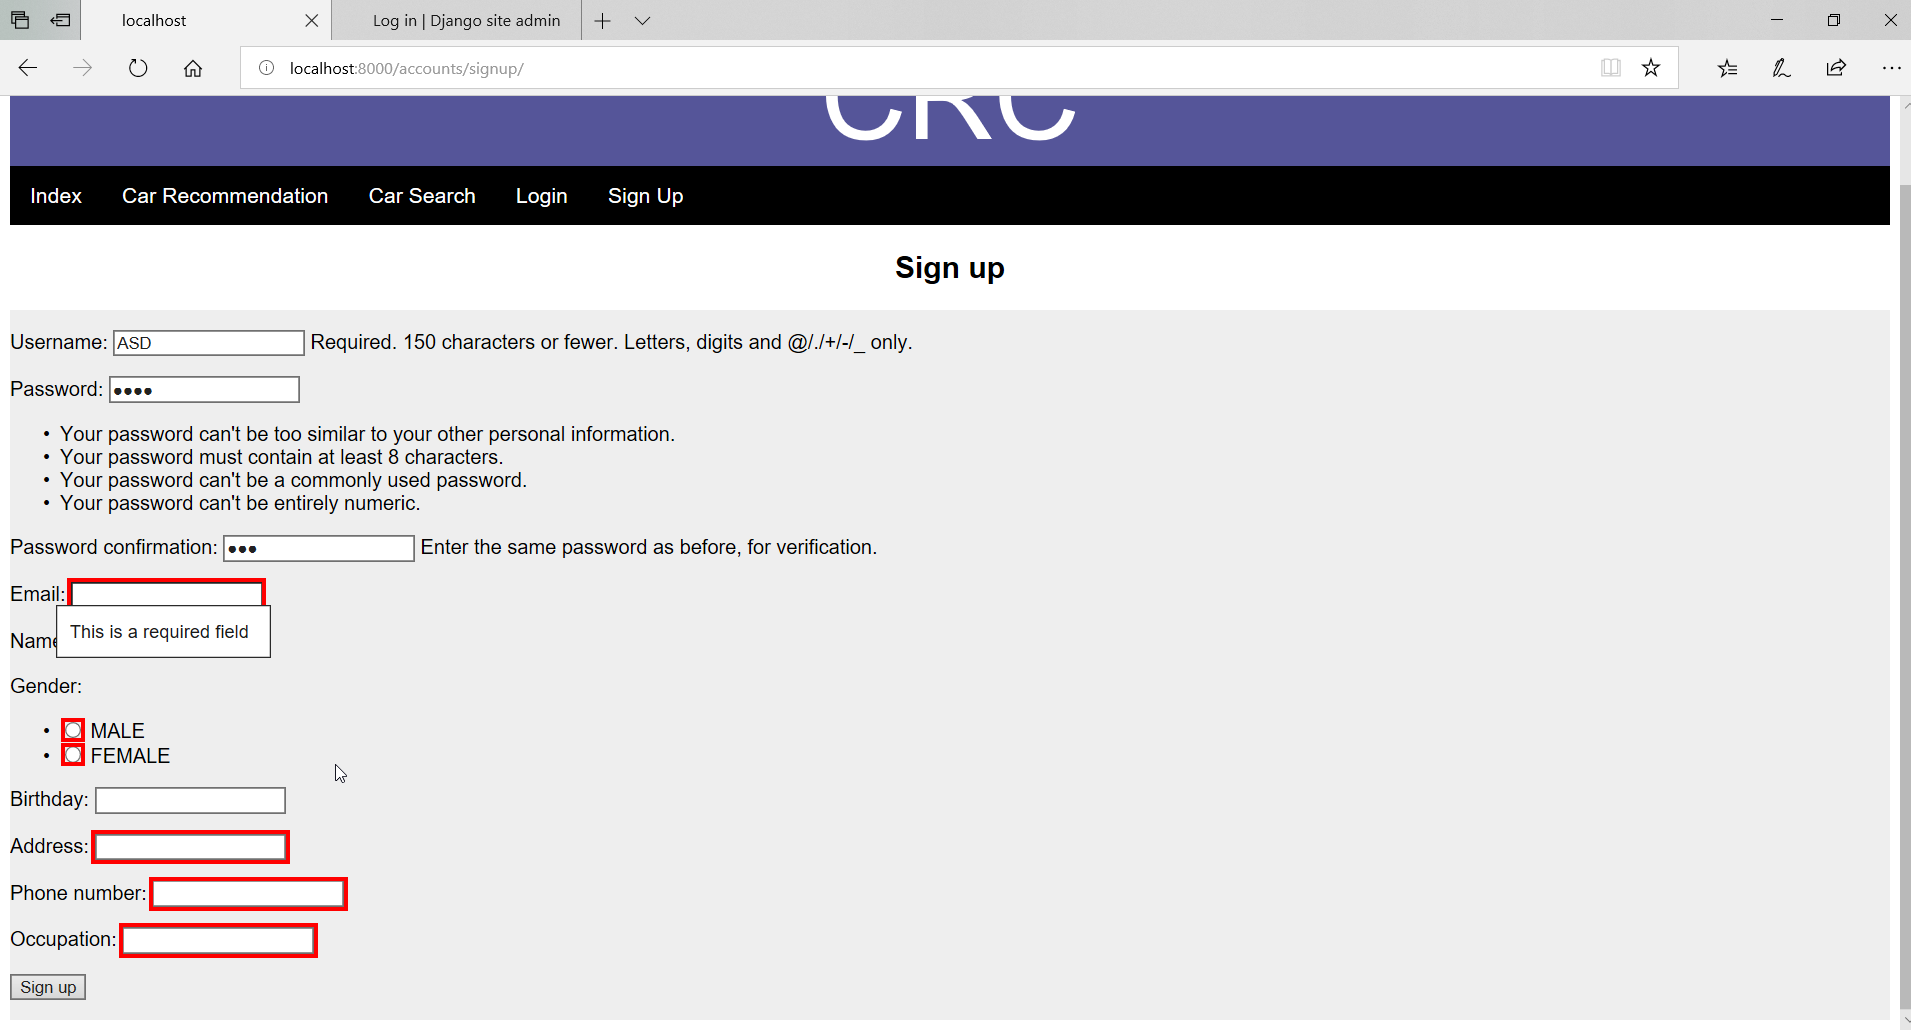 localhost
Log in | Django site admin
localhost:8000/accounts/signup/
CRC
Index Car Recommendation Car Search Login Sign Up
Sign up
Username: ASD Required. 150 characters or fewer. Letters, digits and @/./+/-/_ only.
Password: ••••
• Your password can't be too similar to your other personal information.
• Your password must contain at least 8 characters.
• Your password can't be a commonly used password.
• Your password can't be entirely numeric.
Password confirmation: ••• Enter the same password as before, for verification.
Email:
This is a required field
Name
Gender:
• MALE
• FEMALE
Birthday:
Address:
Phone number:
Occupation:
Sign up